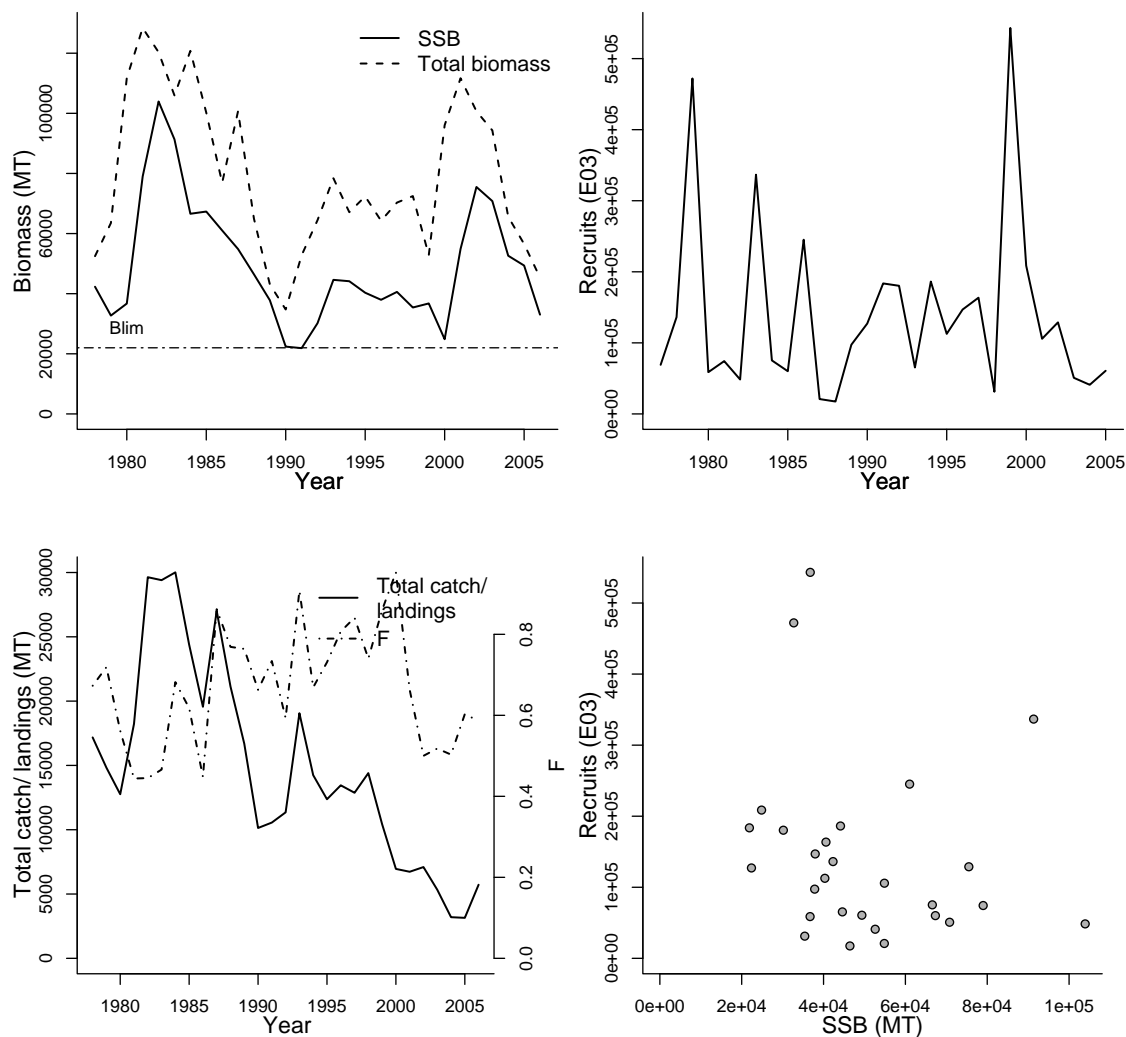 SSB
Total biomass
Biomass (MT)
0
20000
60000
100000
Blim
1980 1985 1990 1995 2000 2005
Year
Recruits (E03)
0e+00 1e+05 2e+05 3e+05 4e+05 5e+05
1980 1985 1990 1995 2000 2005
Year
Total catch/
landings
F
Total catch/ landings (MT)
0 5000 10000 15000 20000 25000 30000
F
0.0 0.2 0.4 0.6 0.8
1980 1985 1990 1995 2000 2005
Year
Recruits (E03)
0e+00 1e+05 2e+05 3e+05 4e+05 5e+05
0e+00 2e+04 4e+04 6e+04 8e+04 1e+05
SSB (MT)